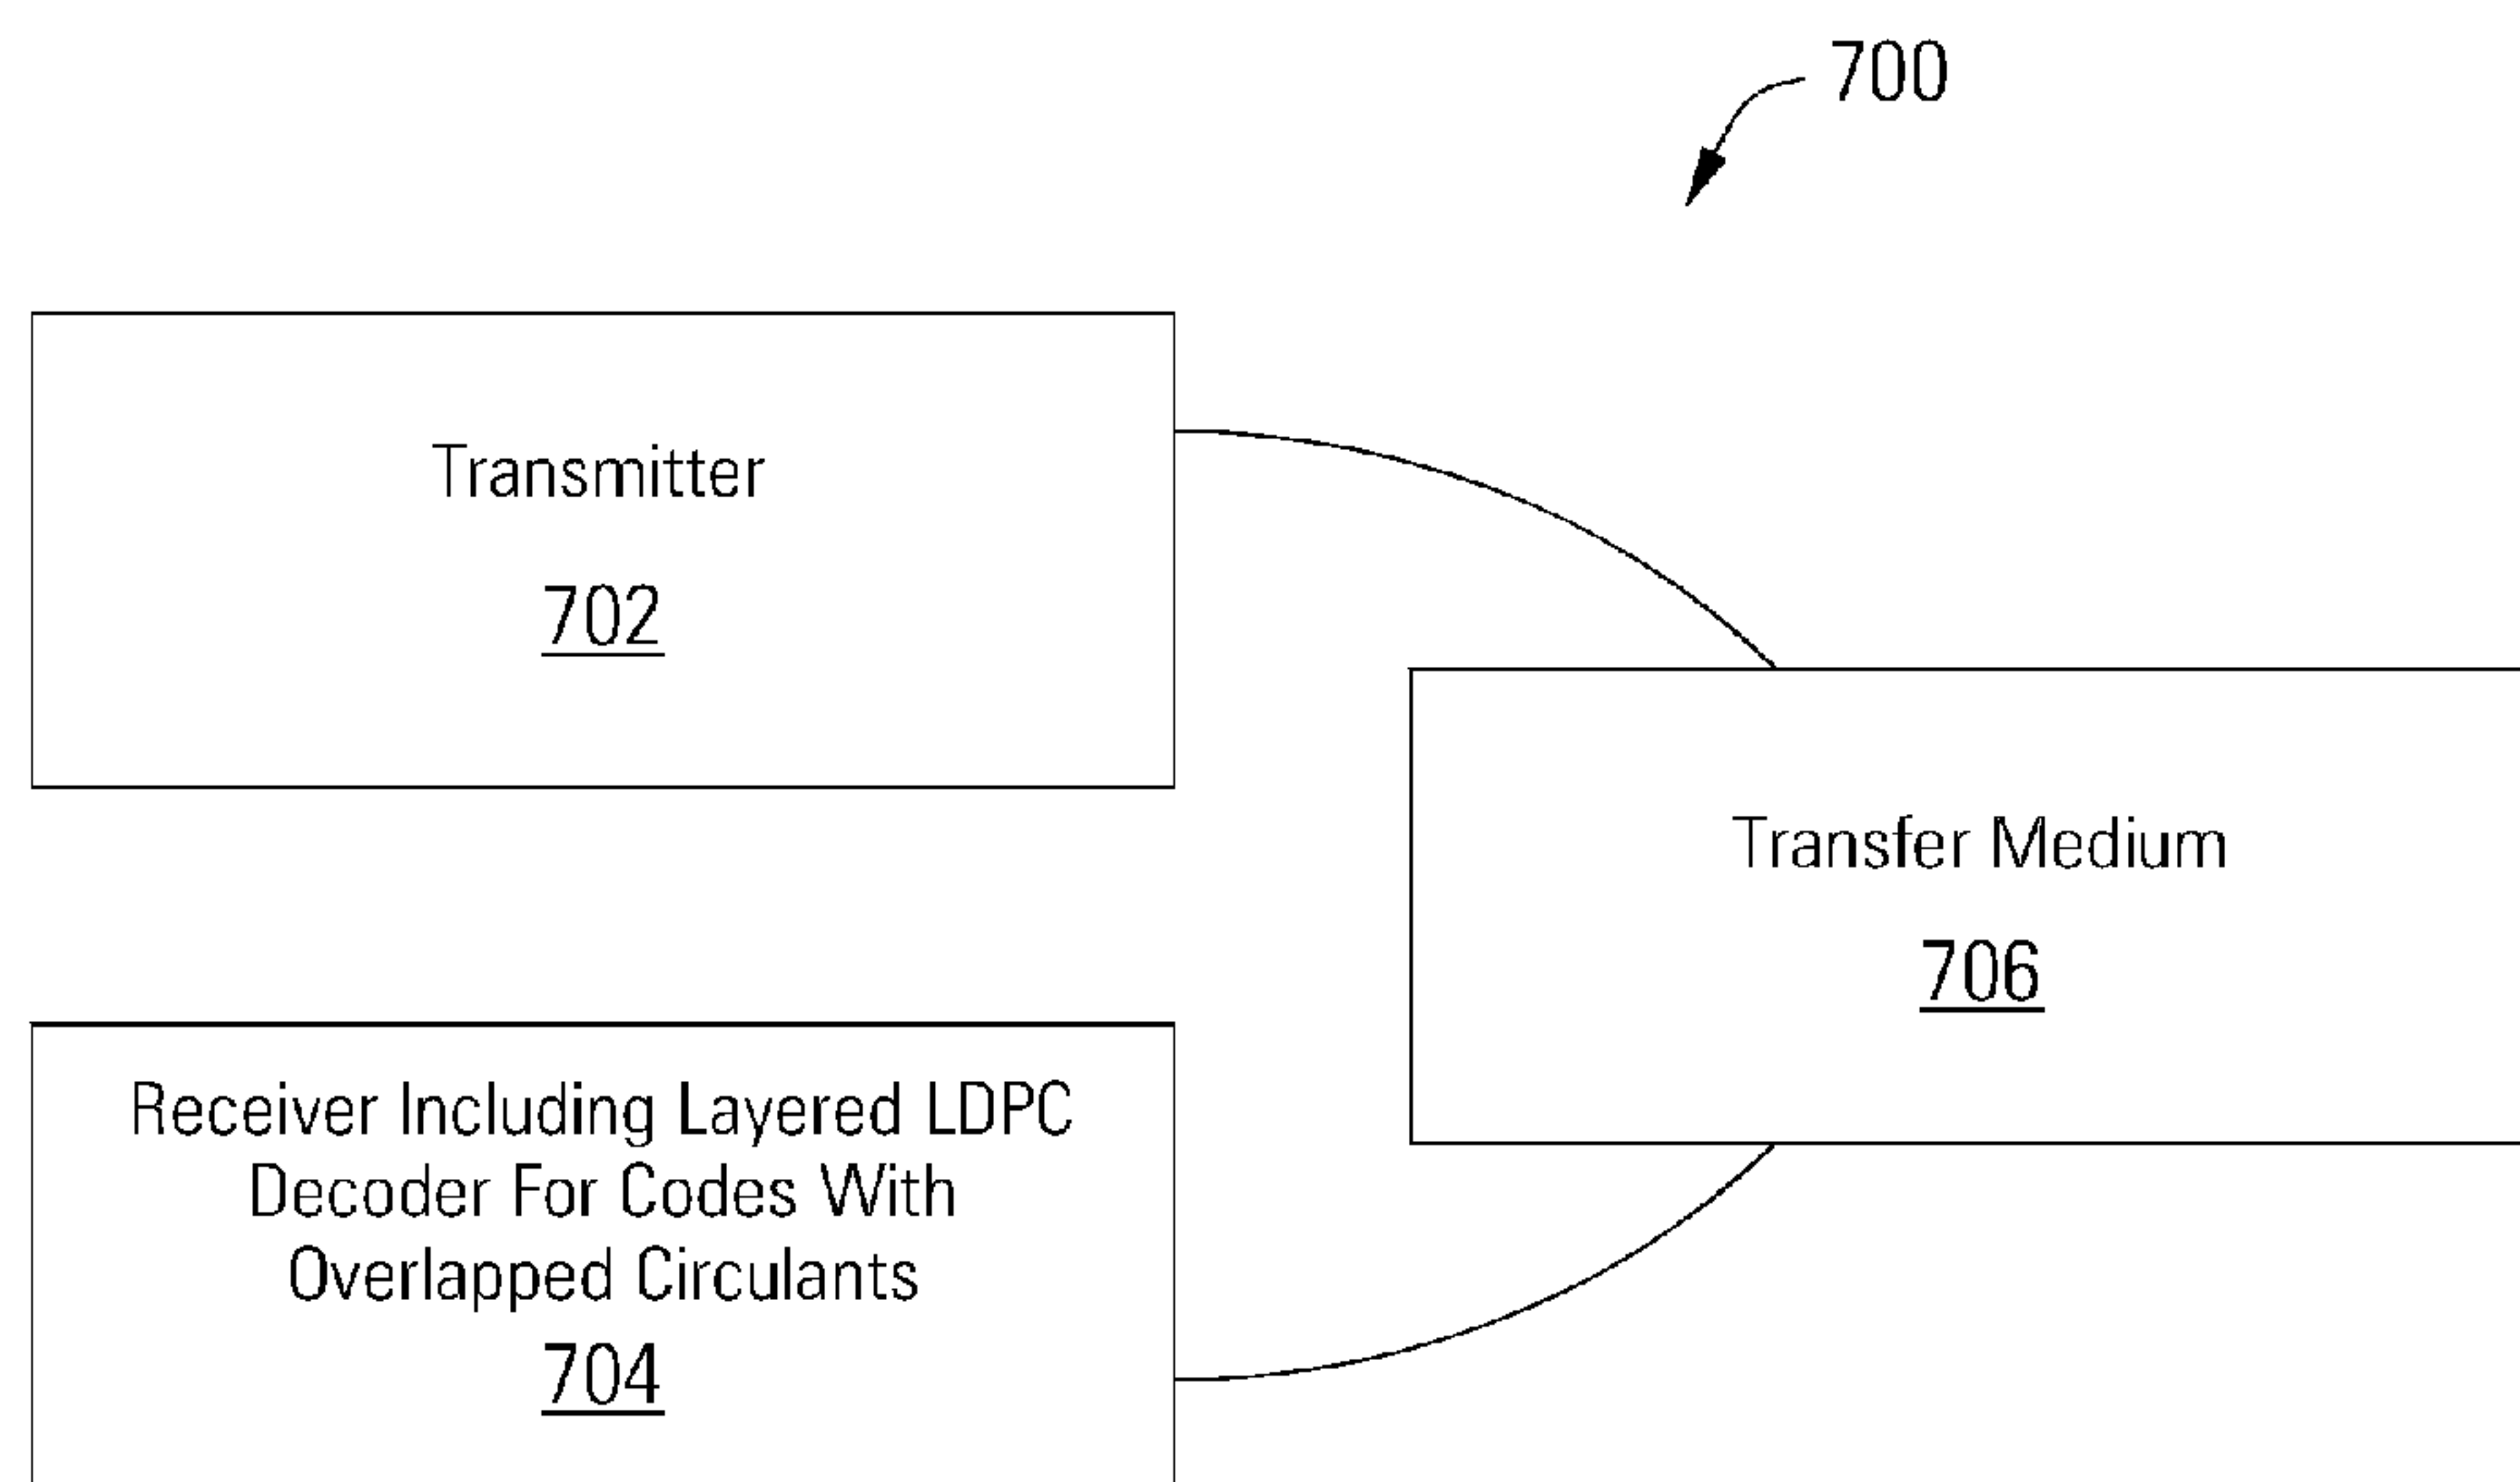 700
Transmitter
702
Transfer Medium
706
Receiver Including Layered LDPC
Decoder For Codes With
Overlapped Circulants
704